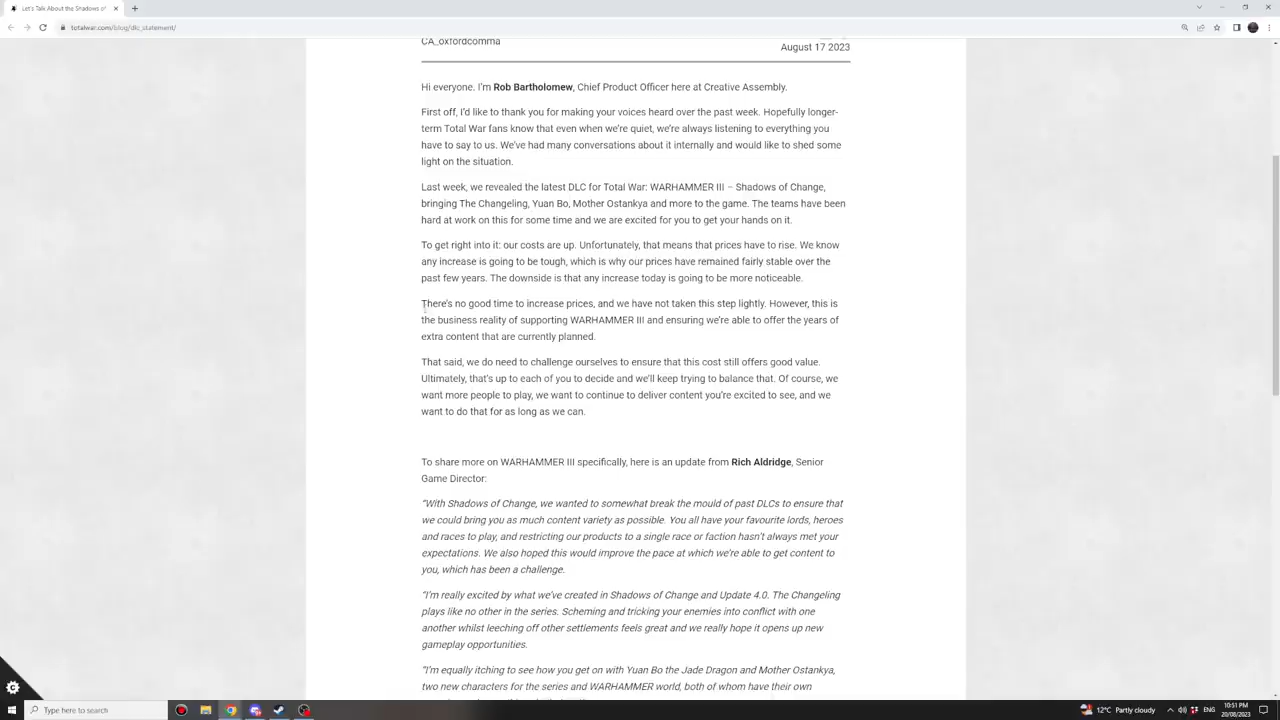 Let's Talk About the Shadows of
totalwar.com/blog/dlc_statement/
CA_oxfordcomma
August 17 2023
Hi everyone. I'm Rob Bartholomew, Chief Product Officer here at Creative Assembly.
First off, I'd like to thank you for making your voices heard over the past week. Hopefully longer-
term Total War fans know that even when we're quiet, we're always listening to everything you
have to say to us. We've had many conversations about it internally and would like to shed some
light on the situation.
Last week, we revealed the latest DLC for Total War: WARHAMMER III – Shadows of Change,
bringing The Changeling, Yuan Bo, Mother Ostankya and more to the game. The teams have been
hard at work on this for some time and we are excited for you to get your hands on it.
To get right into it: our costs are up. Unfortunately, that means that prices have to rise. We know
any increase is going to be tough, which is why our prices have remained fairly stable over the
past few years. The downside is that any increase today is going to be more noticeable.
There's no good time to increase prices, and we have not taken this step lightly. However, this is
the business reality of supporting WARHAMMER III and ensuring we're able to offer the years of
extra content that are currently planned.
That said, we do need to challenge ourselves to ensure that this cost still offers good value.
Ultimately, that's up to each of you to decide and we'll keep trying to balance that. Of course, we
want more people to play, we want to continue to deliver content you're excited to see, and we
want to do that for as long as we can.
To share more on WARHAMMER III specifically, here is an update from Rich Aldridge, Senior
Game Director:
"With Shadows of Change, we wanted to somewhat break the mould of past DLCs to ensure that
we could bring you as much content variety as possible. You all have your favourite lords, heroes
and races to play, and restricting our products to a single race or faction hasn't always met your
expectations. We also hoped this would improve the pace at which we're able to get content to
you, which has been a challenge.
"I'm really excited by what we've created in Shadows of Change and Update 4.0. The Changeling
plays like no other in the series. Scheming and tricking your enemies into conflict with one
another whilst leeching off other settlements feels great and we really hope it opens up new
gameplay opportunities.
"I'm equally itching to see how you get on with Yuan Bo the Jade Dragon and Mother Ostankya,
two new characters for the series and WARHAMMER world, both of whom have their own
Type here to search
12°C Partly cloudy
ENG
10:51 PM
20/08/2023